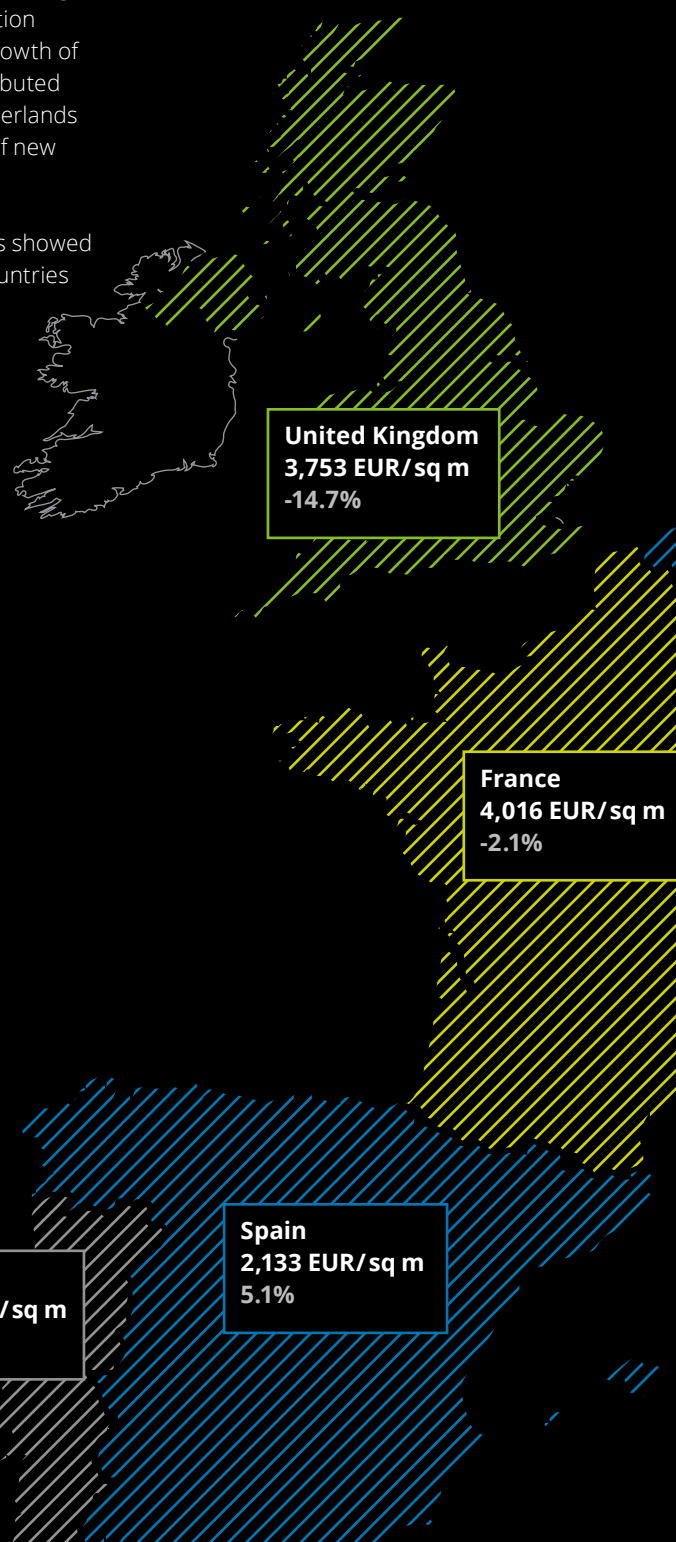 owth of
buted
erlands
f new
s showed
untries
United Kingdom
3,753 EUR/sq m
-14.7%
France
4,016 EUR/sq m
-2.1%
Spain
2,133 EUR/sq m
5.1%
/sq m